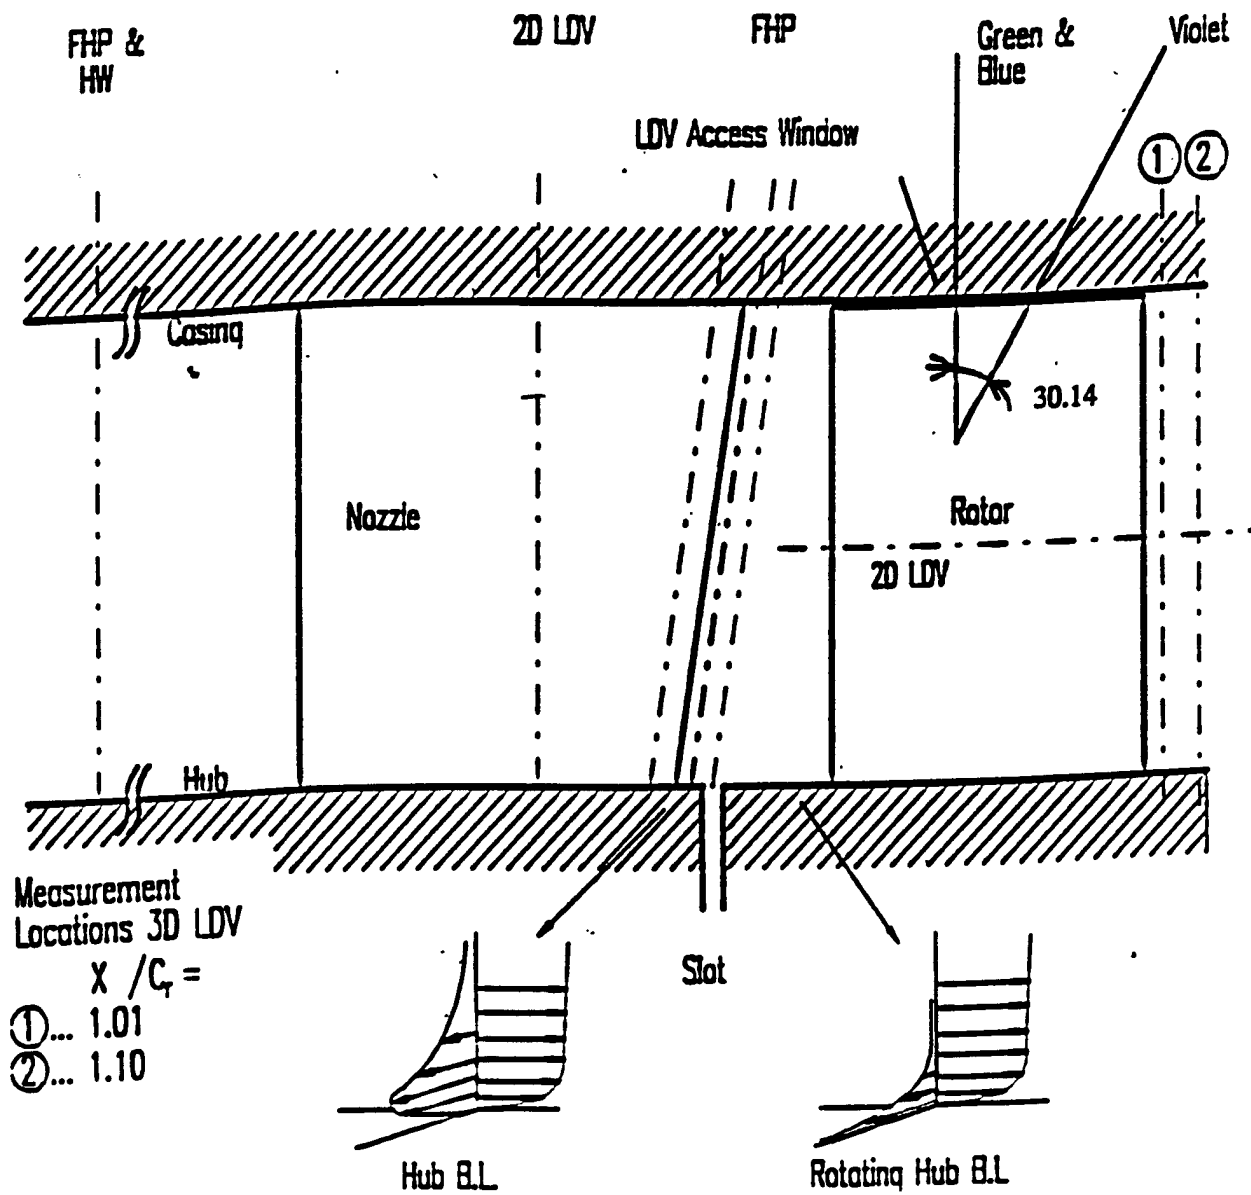 FHP &
HW
2D LDV
FHP
Green &
Blue
Violet
LDV Access Window
1
2
Casing
30.14
Nozzle
Rotor
2D LDV
Hub
Measurement
Locations 3D LDV
X /Cr =
1... 1.01
2... 1.10
Slot
Hub B.L.
Rotating Hub B.L